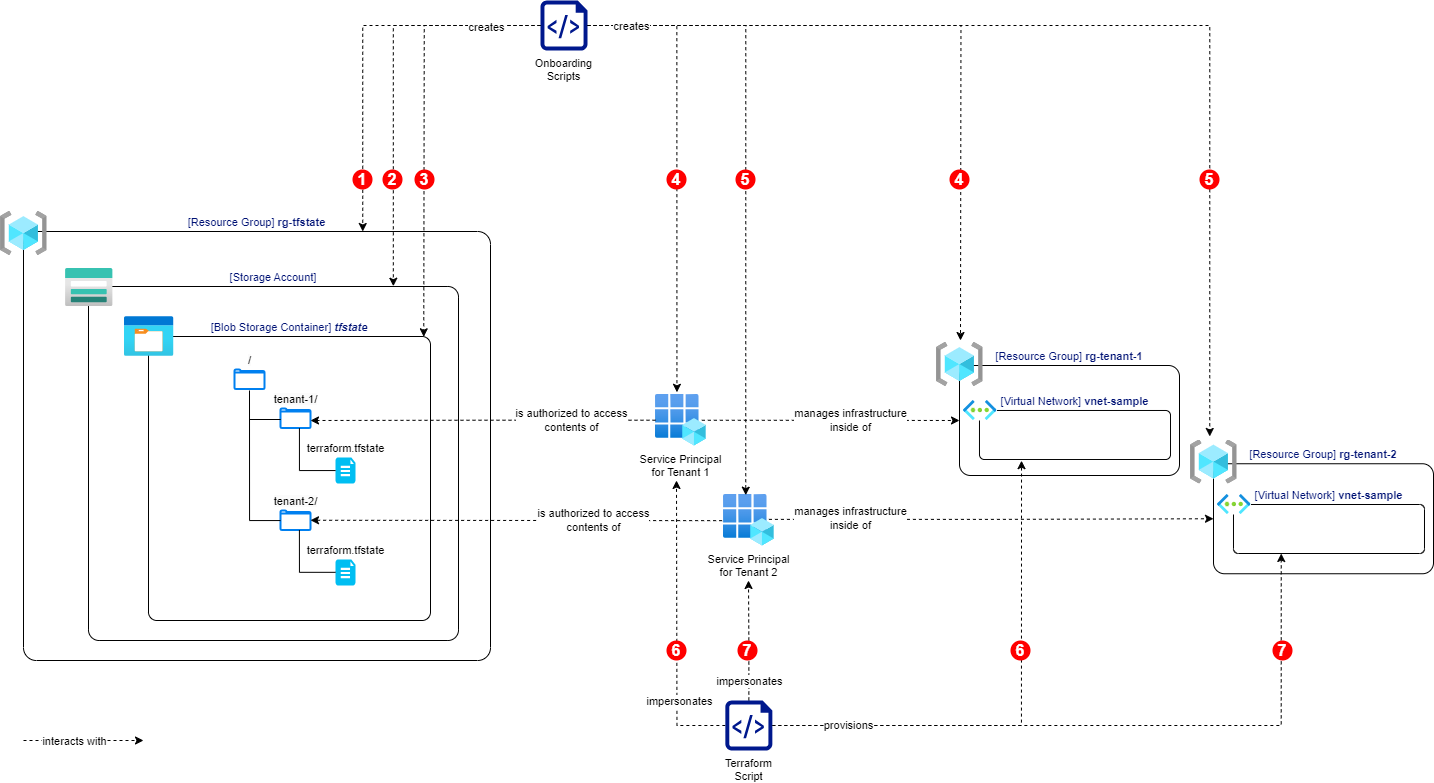 creates
creates
</>
Onboarding
Scripts
1
2
3
4
5
4
5
[Resource Group] rg-tfstate
[Storage Account]
[Blob Storage Container] tfstate
/
tenant-1/
terraform.tfstate
tenant-2/
terraform.tfstate
is authorized to access
contents of
manages infrastructure
inside of
Service Principal
for Tenant 1
is authorized to access
contents of
manages infrastructure
inside of
Service Principal
for Tenant 2
[Resource Group] rg-tenant-1
[Virtual Network] vnet-sample
[Resource Group] rg-tenant-2
[Virtual Network] vnet-sample
6
7
6
7
impersonates
impersonates
provisions
</>
Terraform
Script
interacts with